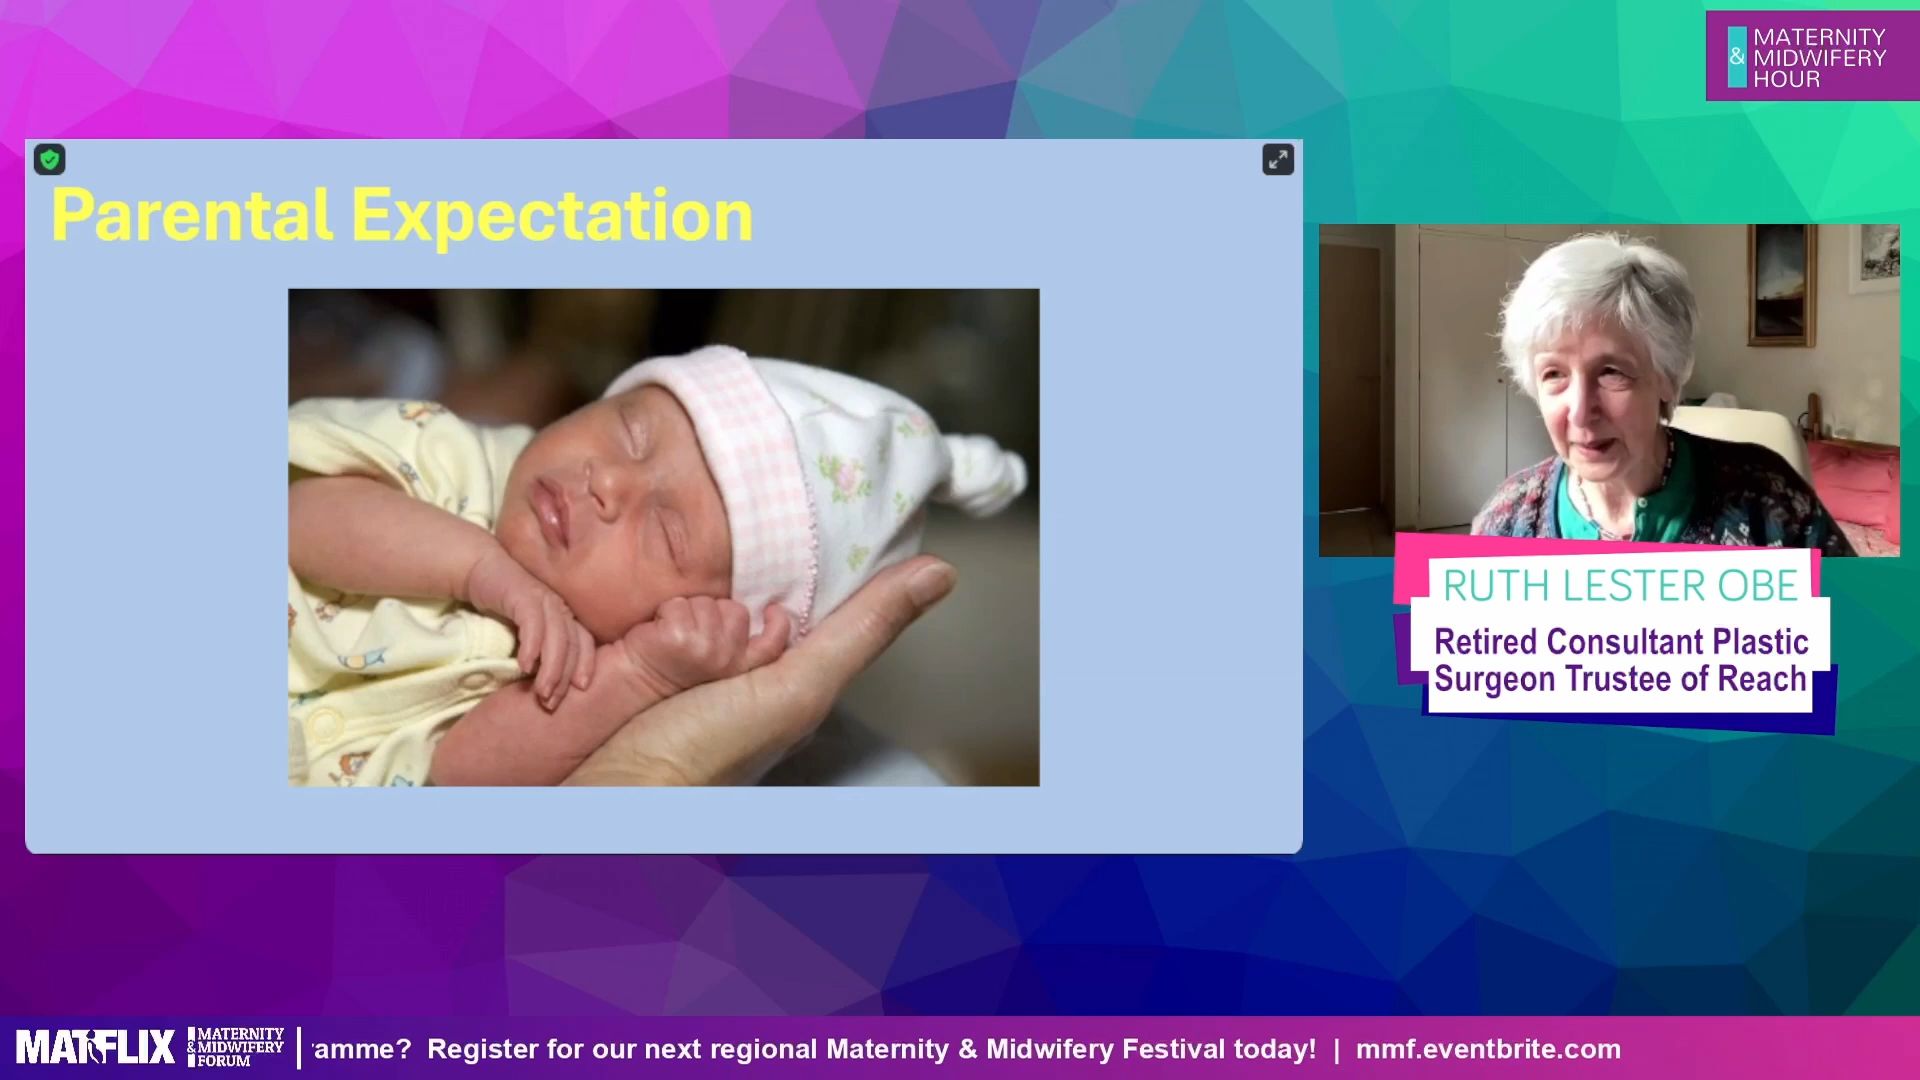 &
MATERNITY
MIDWIFERY
HOUR
Parental Expectation
RUTH LESTER OBE
Retired Consultant Plastic
Surgeon Trustee of Reach
MATFLIX
MATERNITY
& MIDWIFERY
FORUM
ramme? Register for our next regional Maternity & Midwifery Festival today! | mmf.eventbrite.com